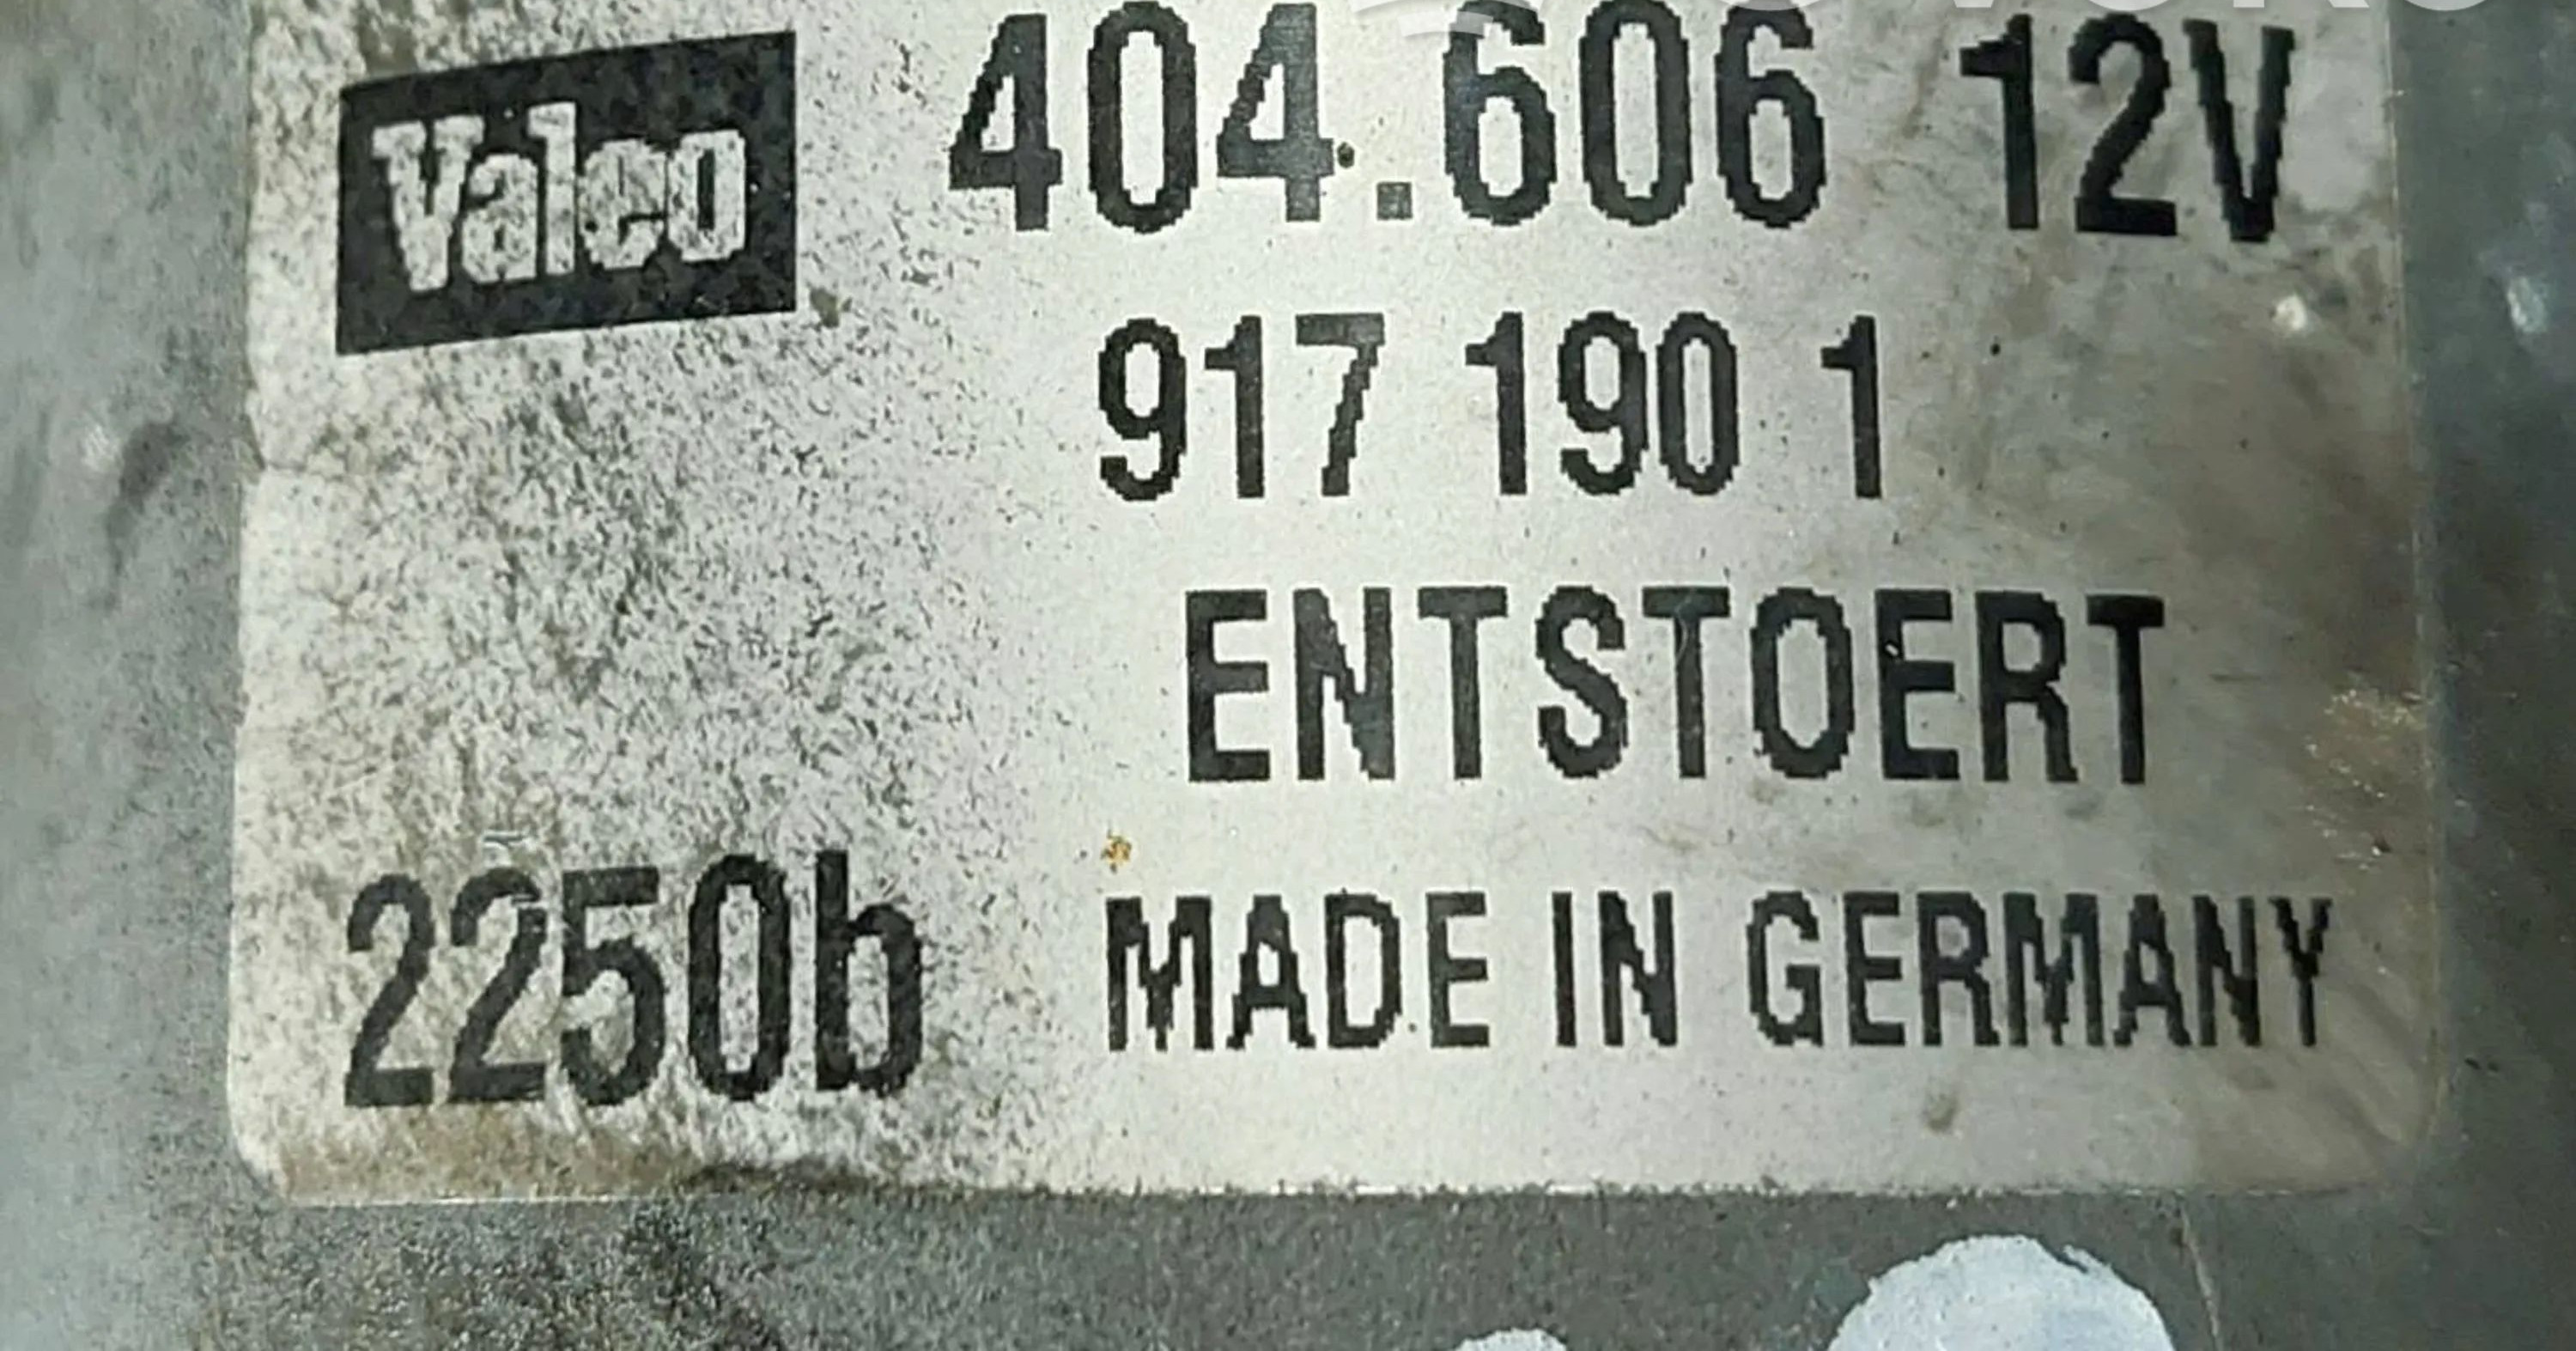 Valeo
404.606 12V
917 190 1
ENTSTOERT
2250b MADE IN GERMANY